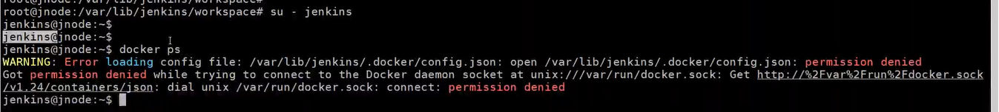 root@jnode:/var/lib/jenkins/workspace#
root@jnode:/var/lib/jenkins/workspace# su - jenkins
jenkins@jnode:~$
jenkins@jnode:~$
jenkins@jnode:~$ docker ps
WARNING: Error loading config file: /var/lib/jenkins/.docker/config.json: open /var/lib/jenkins/.docker/config.json: permission denied
Got permission denied while trying to connect to the Docker daemon socket at unix:///var/run/docker.sock: Get http://%2Fvar%2Frun%2Fdocker.sock
/v1.24/containers/json: dial unix /var/run/docker.sock: connect: permission denied
jenkins@jnode:~$